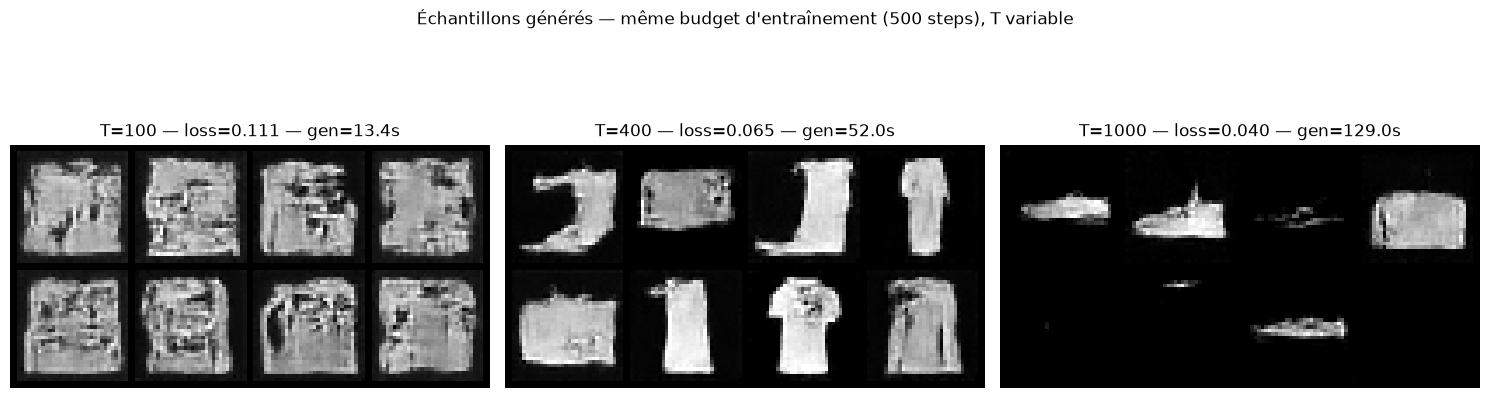 Échantillons générés — même budget d'entraînement (500 steps), T variable
T=100 — loss=0.111 — gen=13.4s
T=400 — loss=0.065 — gen=52.0s
T=1000 — loss=0.040 — gen=129.0s